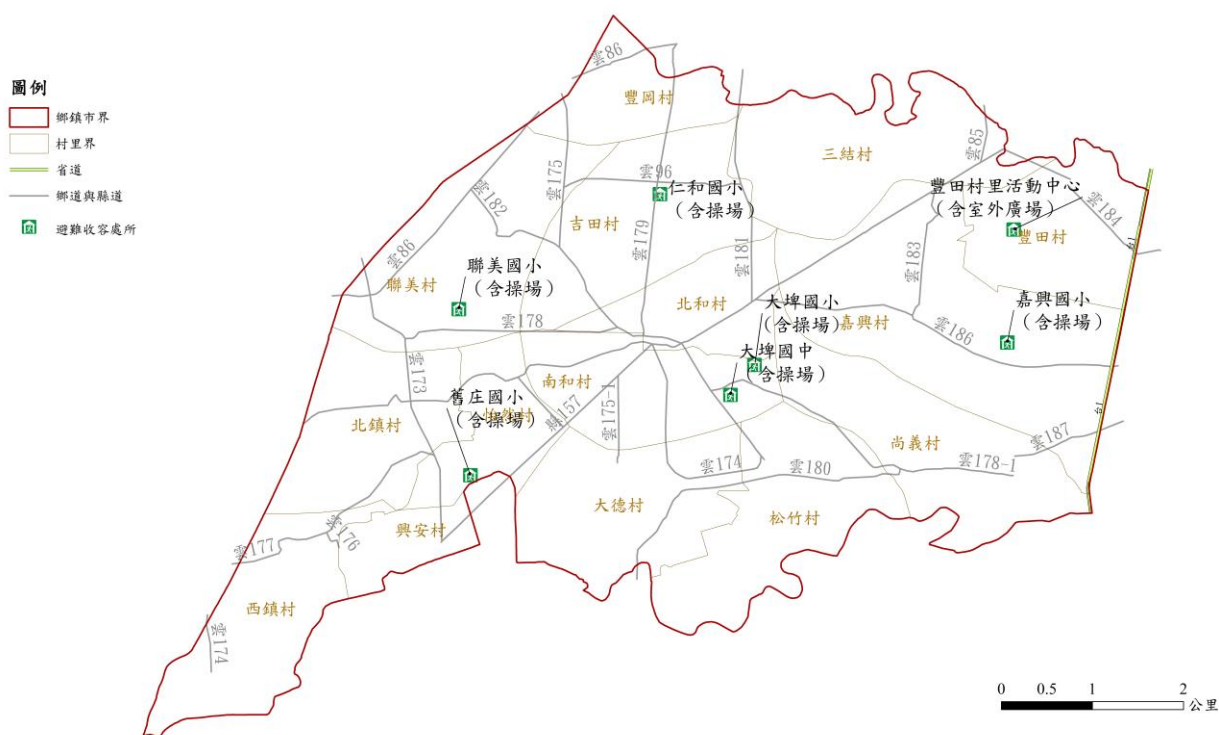 圖例
鄉鎮市界
村里界
省道
鄉道與縣道
避難收容處所
雲86
豐岡村
三結村
雲85
雲175
雲96
仁和國小
（含操場）
豐田村里活動中心
（含室外廣場）
雲182
吉田村
雲179
雲181
雲183
豐田村
雲184
1號
雲86
聯美村
聯美國小
（含操場）
北和村
大埤國小
（含操場）
嘉興村
嘉興國小
（含操場）
雲178
雲186
大埤國中
（含操場）
雲173
南和村
舊庄國小
（含操場）
怡然村
縣157
雲175-1
北鎮村
尚義村
1號
雲187
雲174
雲180
雲178-1
大德村
松竹村
興安村
雲177
雲176
西鎮村
雲174
0 0.5 1 2
公里